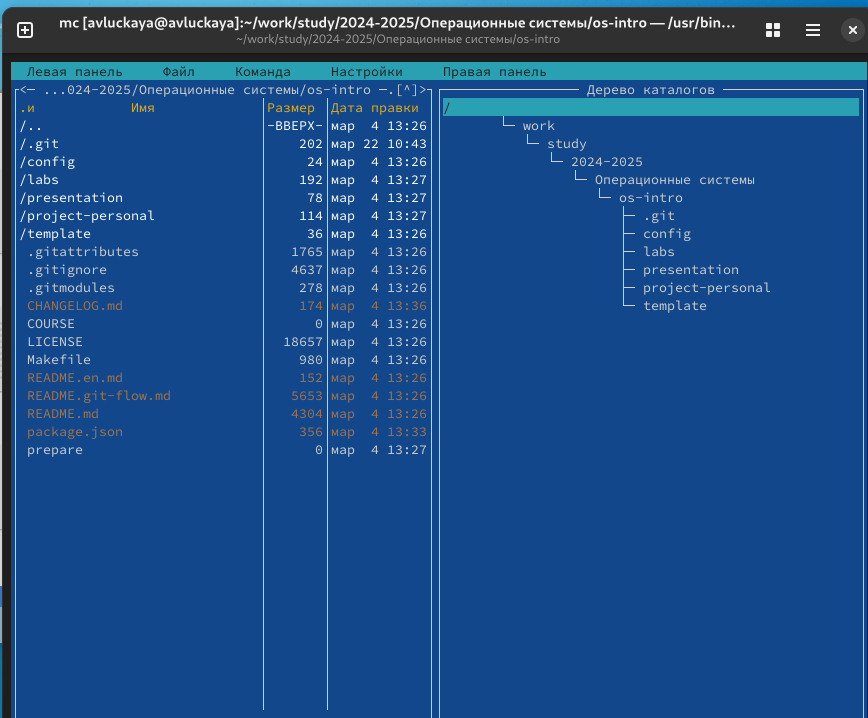 mc [avluckaya@avluckaya]:~/work/study/2024-2025/Операционные системы/os-intro — /usr/bin…
~/work/study/2024-2025/Операционные системы/os-intro
Левая панель Файл Команда Настройки Правая панель
<─ ...024-2025/Операционные системы/os-intro ─.[^]>
.и Имя Размер Дата правки
/.. -ВВЕРХ- мар 4 13:26
/.git 202 мар 22 10:43
/config 24 мар 4 13:26
/labs 192 мар 4 13:27
/presentation 78 мар 4 13:27
/project-personal 114 мар 4 13:27
/template 36 мар 4 13:26
.gitattributes 1765 мар 4 13:26
.gitignore 4637 мар 4 13:26
.gitmodules 278 мар 4 13:26
CHANGELOG.md 174 мар 4 13:36
COURSE 0 мар 4 13:26
LICENSE 18657 мар 4 13:26
Makefile 980 мар 4 13:26
README.en.md 152 мар 4 13:26
README.git-flow.md 5653 мар 4 13:26
README.md 4304 мар 4 13:26
package.json 356 мар 4 13:33
prepare 0 мар 4 13:27
Дерево каталогов
/
work
study
2024-2025
Операционные системы
os-intro
.git
config
labs
presentation
project-personal
template